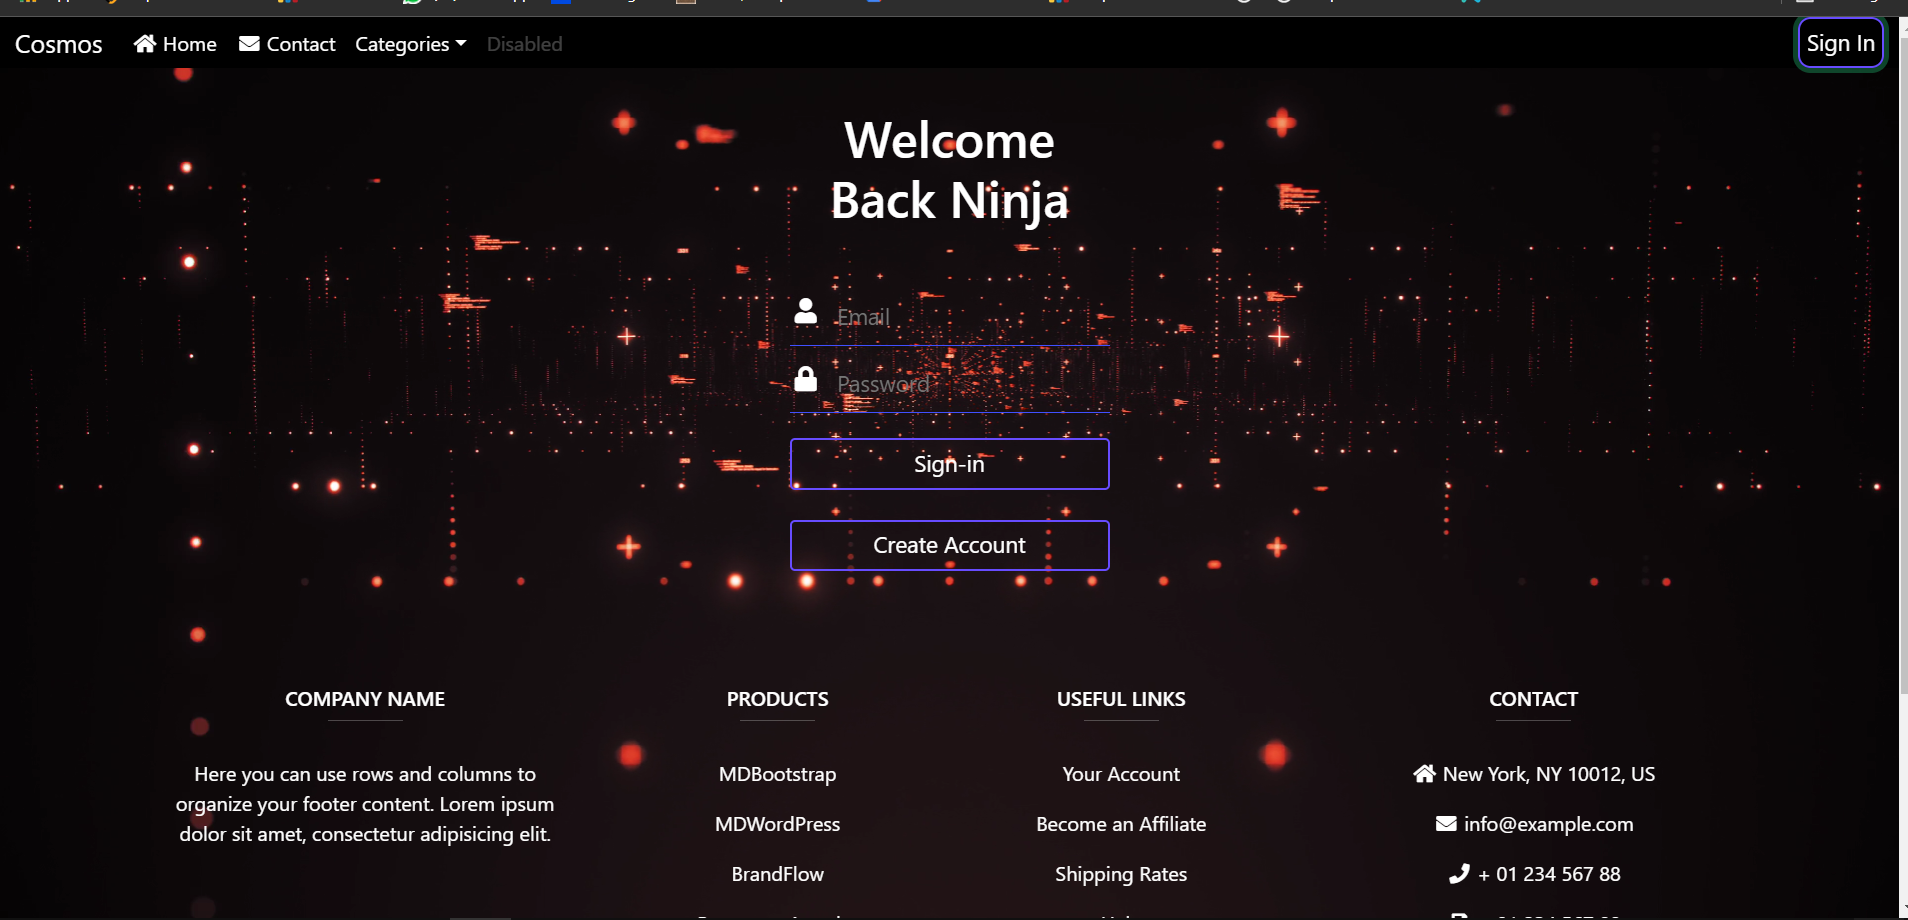 Cosmos Home Contact Categories Disabled Sign In
Welcome
Back Ninja
Email
Password
Sign-in
Create Account
COMPANY NAME
Here you can use rows and columns to
organize your footer content. Lorem ipsum
dolor sit amet, consectetur adipisicing elit.
PRODUCTS
MDBootstrap
MDWordPress
BrandFlow
USEFUL LINKS
Your Account
Become an Affiliate
Shipping Rates
CONTACT
New York, NY 10012, US
info@example.com
+ 01 234 567 88